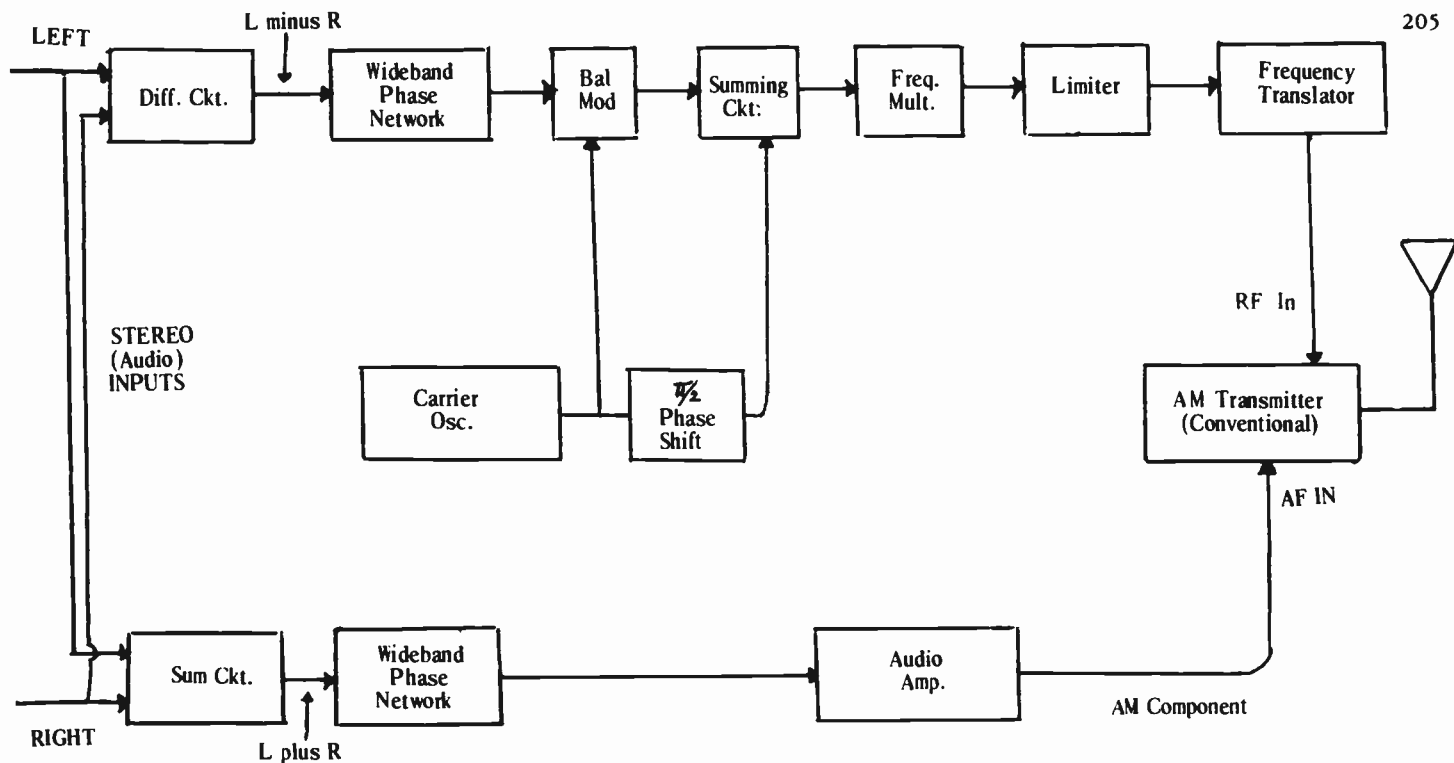 205
LEFT
L minus R
Diff. Ckt.
Wideband
Phase
Network
Bal
Mod
Summing
Ckt:
Freq.
Mult.
Limiter
Frequency
Translator
STEREO
(Audio)
INPUTS
Carrier
Osc.
π/2
Phase
Shift
RF In
AM Transmitter
(Conventional)
AF IN
Sum Ckt.
Wideband
Phase
Network
Audio
Amp.
AM Component
RIGHT
L plus R